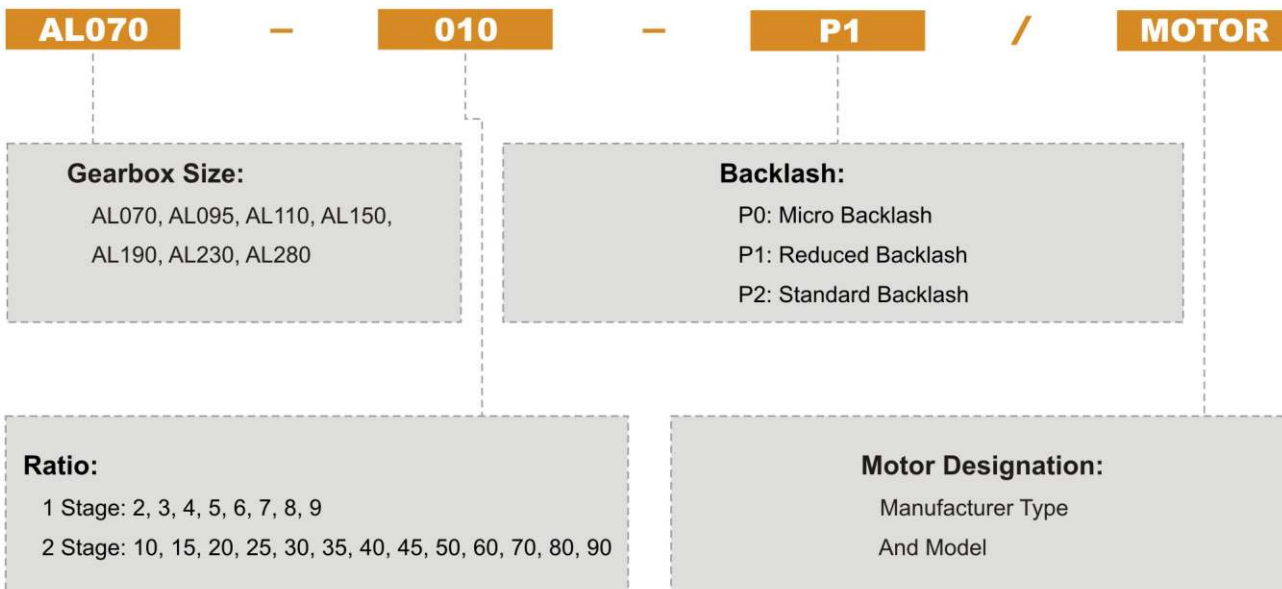 AL070 – 010 – P1 / MOTOR
Gearbox Size:
AL070, AL095, AL110, AL150,
AL190, AL230, AL280
Backlash:
P0: Micro Backlash
P1: Reduced Backlash
P2: Standard Backlash
Ratio:
1 Stage: 2, 3, 4, 5, 6, 7, 8, 9
2 Stage: 10, 15, 20, 25, 30, 35, 40, 45, 50, 60, 70, 80, 90
Motor Designation:
Manufacturer Type
And Model